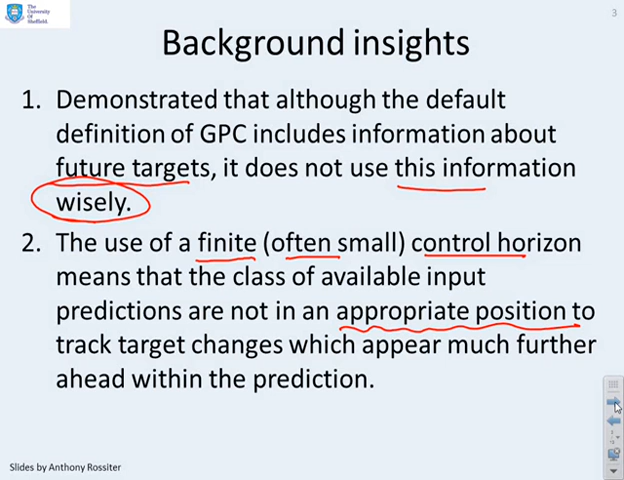 The
University
Of
Sheffield.
3
Background insights
1. Demonstrated that although the default
definition of GPC includes information about
future targets, it does not use this information
wisely.
2. The use of a finite (often small) control horizon
means that the class of available input
predictions are not in an appropriate position to
track target changes which appear much further
ahead within the prediction.
Slides by Anthony Rossiter